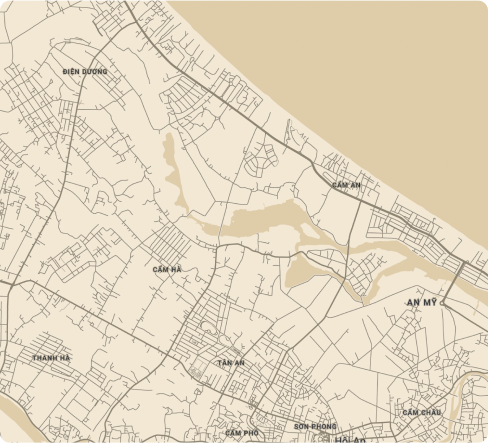 ĐIỆN DƯƠNG
CẨM AN
CẨM HÀ
AN MỸ
THANH HÀ
TÂN AN
CẨM CHÂU
SƠN PHONG
CẨM PHÔ
Hội An